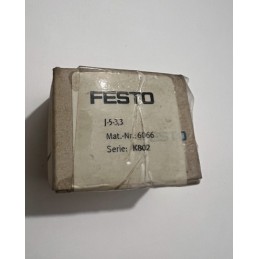 FESTO
J-5-3,3
Mat.-Nr.: 6066
Serie: K802